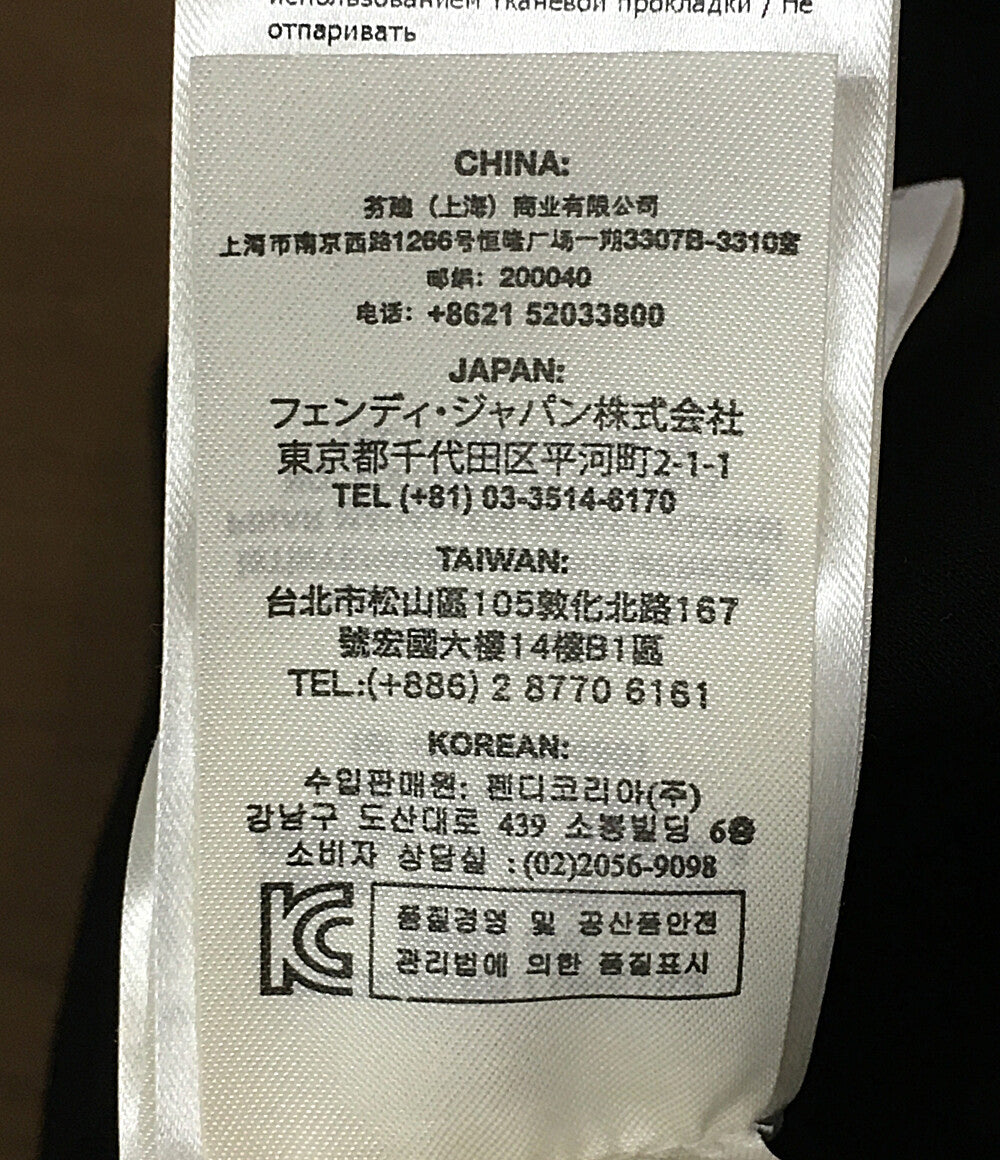 использованием тканевой прокладки / Не
отпаривать
CHINA:
芬迪（上海）商业有限公司
上海市南京西路1266号恒隆广场一期3307B-3310室
邮编：200040
电话：+8621 52033800
JAPAN:
フェンディ・ジャパン株式会社
東京都千代田区平河町2-1-1
TEL (+81) 03-3514-6170
TAIWAN:
台北市松山區105敦化北路167
號宏國大樓14樓B1區
TEL:(+886) 2 8770 6161
KOREAN:
수입판매원: 펜디코리아(주)
강남구 도산대로 439 소봉빌딩 6층
소비자 상담실 :(02)2056-9098
KC
품질경영 및 공산품안전
관리법에 의한 품질표시